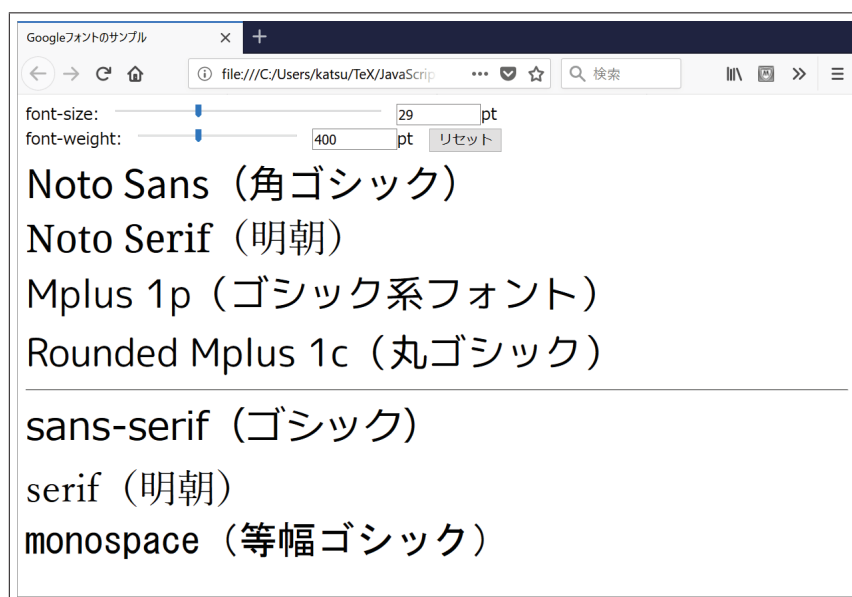 Googleフォントのサンプル
file:///C:/Users/katsu/TeX/JavaScrip
検索
font-size: 29 pt
font-weight: 400 pt リセット
Noto Sans（角ゴシック）
Noto Serif（明朝）
Mplus 1p（ゴシック系フォント）
Rounded Mplus 1c（丸ゴシック）
sans-serif（ゴシック）
serif（明朝）
monospace（等幅ゴシック）